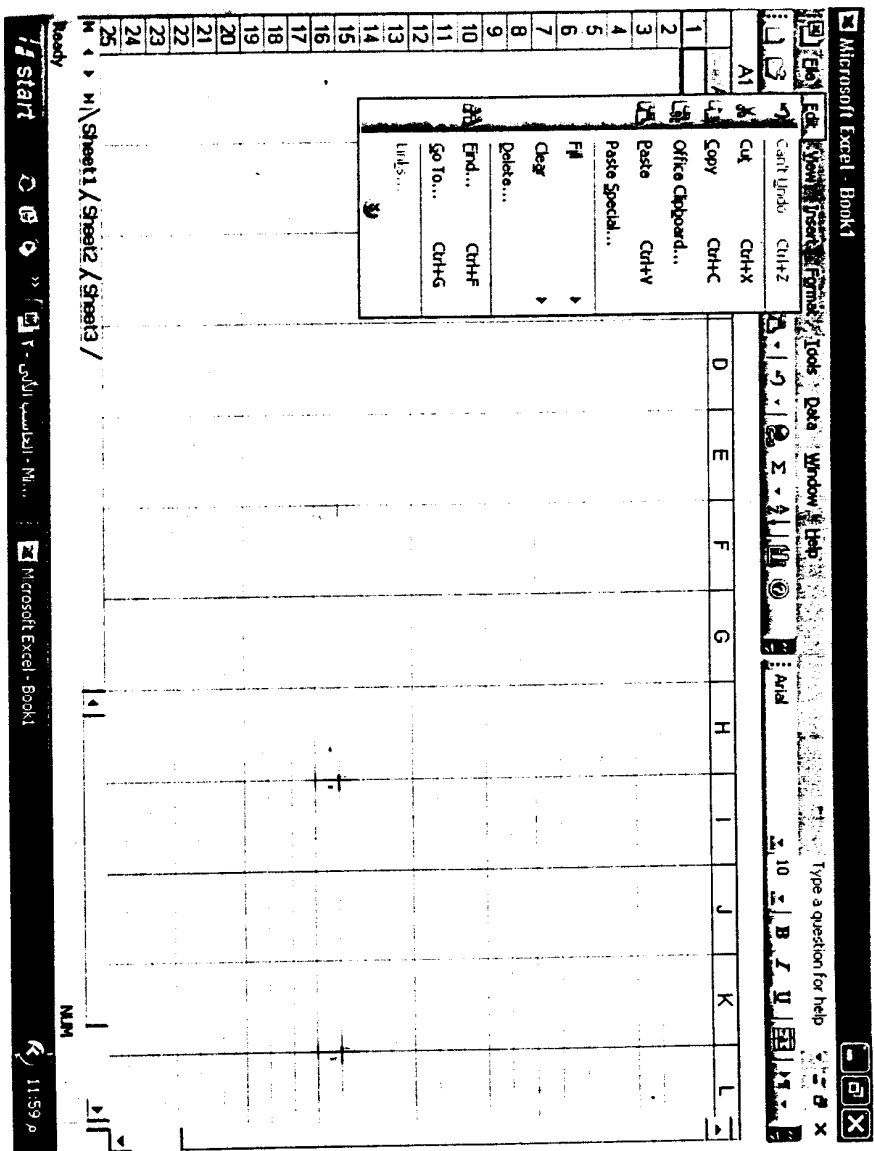 Microsoft Excel - Book1
File Edit View Insert Format Tools Data Window Help
Type a question for help
Arial 10 B I U
A1
Can't Undo Ctrl+Z
Cut Ctrl+X
Copy Ctrl+C
Office Clipboard...
Paste Ctrl+V
Paste Special...
Fill
Clear
Delete...
Find... Ctrl+F
Go To... Ctrl+G
Links...
D E F G H I J K L
1
2
3
4
5
6
7
8
9
10
11
12
13
14
15
16
17
18
19
20
21
22
23
24
25
Sheet1 / Sheet2 / Sheet3 /
Ready
NUM
start
٢ - الحاسب الآلى - Mi...
Microsoft Excel - Book1
11:59 م